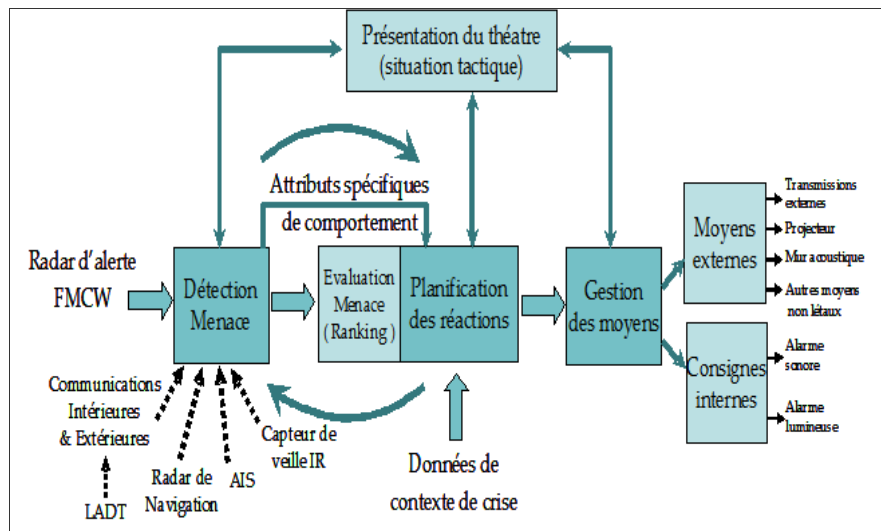 Présentation du théatre
(situation tactique)
Attributs spécifiques
de comportement
Radar d'alerte
FMCW
Détection
Menace
Evaluation
Menace
( Ranking )
Planification
des réactions
Gestion
des moyens
Moyens
externes
Transmissions
externes
Projecteur
Mur acoustique
Autres moyens
non létaux
Consignes
internes
Alarme
sonore
Alarme
lumineuse
Communications
Intérieures
& Extérieures
LADT
Radar de
Navigation
AIS
Capteur de
veille IR
Données de
contexte de crise